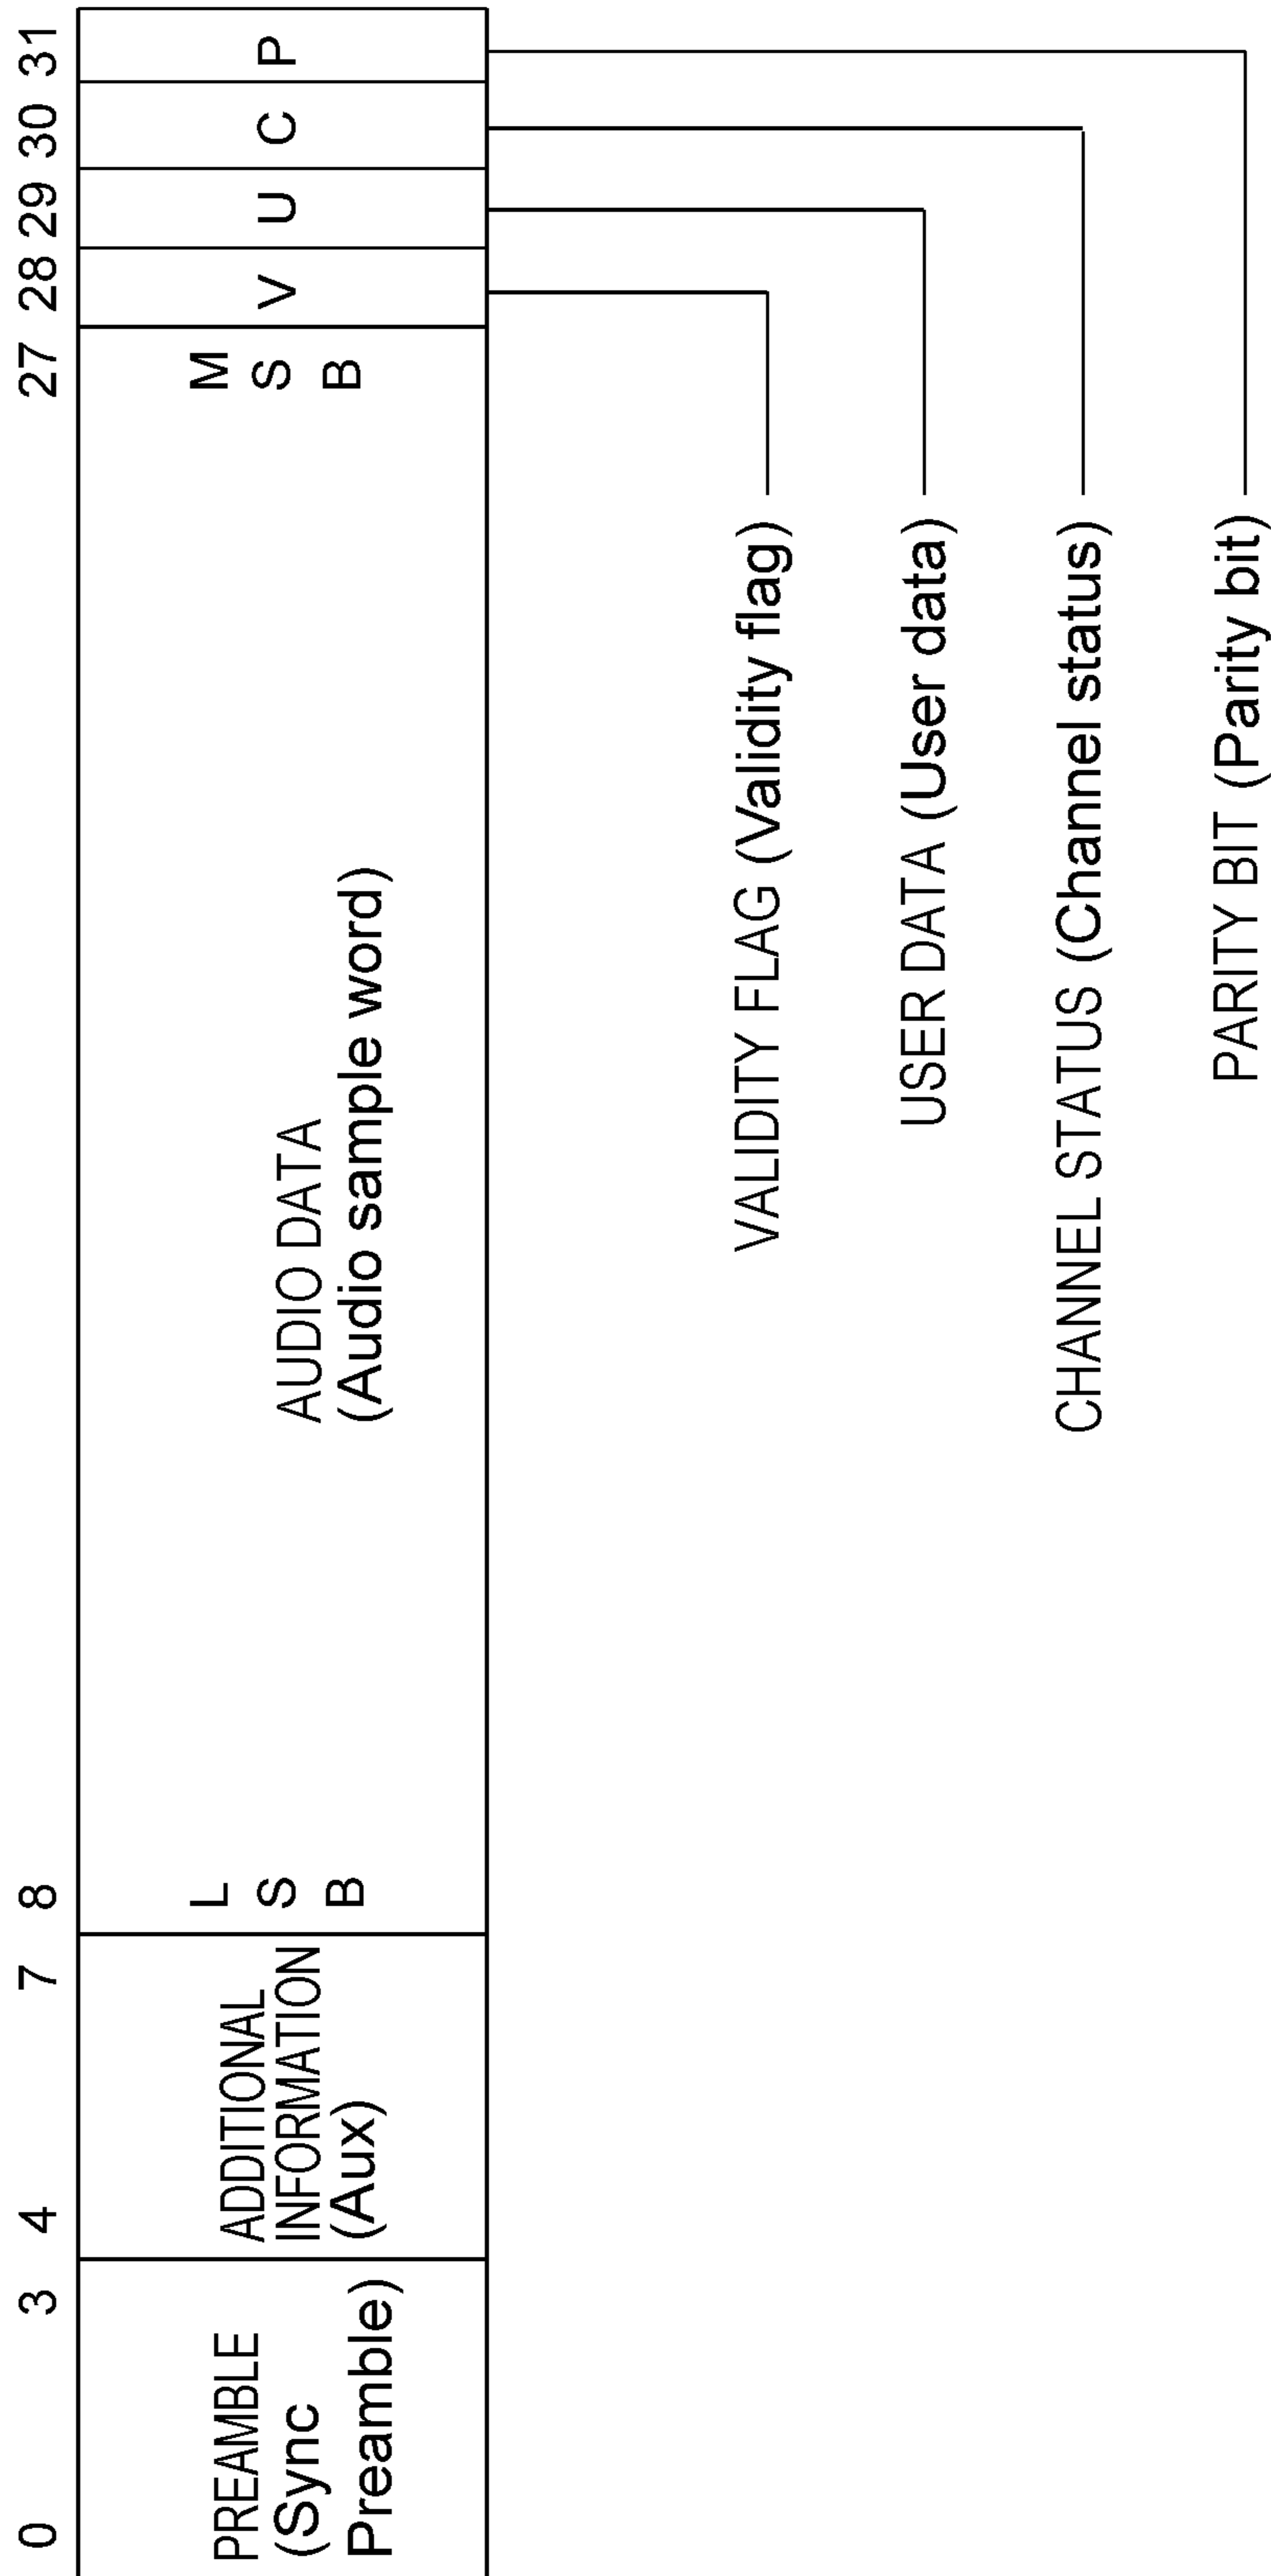 0 3 4 7 8 27 28 29 30 31
PREAMBLE
(Sync
Preamble)
ADDITIONAL
INFORMATION
(Aux)
L
S
B
AUDIO DATA
(Audio sample word)
M
S
B
V U C P
VALIDITY FLAG (Validity flag)
USER DATA (User data)
CHANNEL STATUS (Channel status)
PARITY BIT (Parity bit)